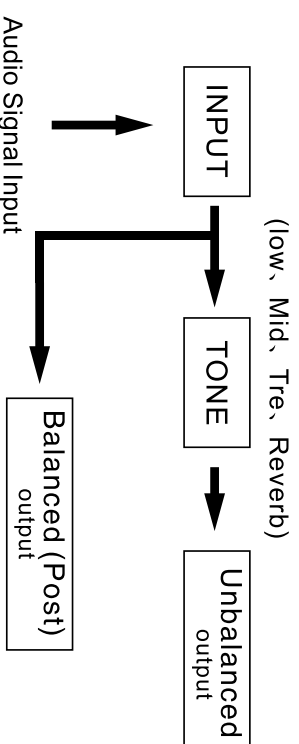 (low、Mid、Tre、Reverb)
INPUT
TONE
Unbalanced
output
Balanced (Post)
output
Audio Signal Input